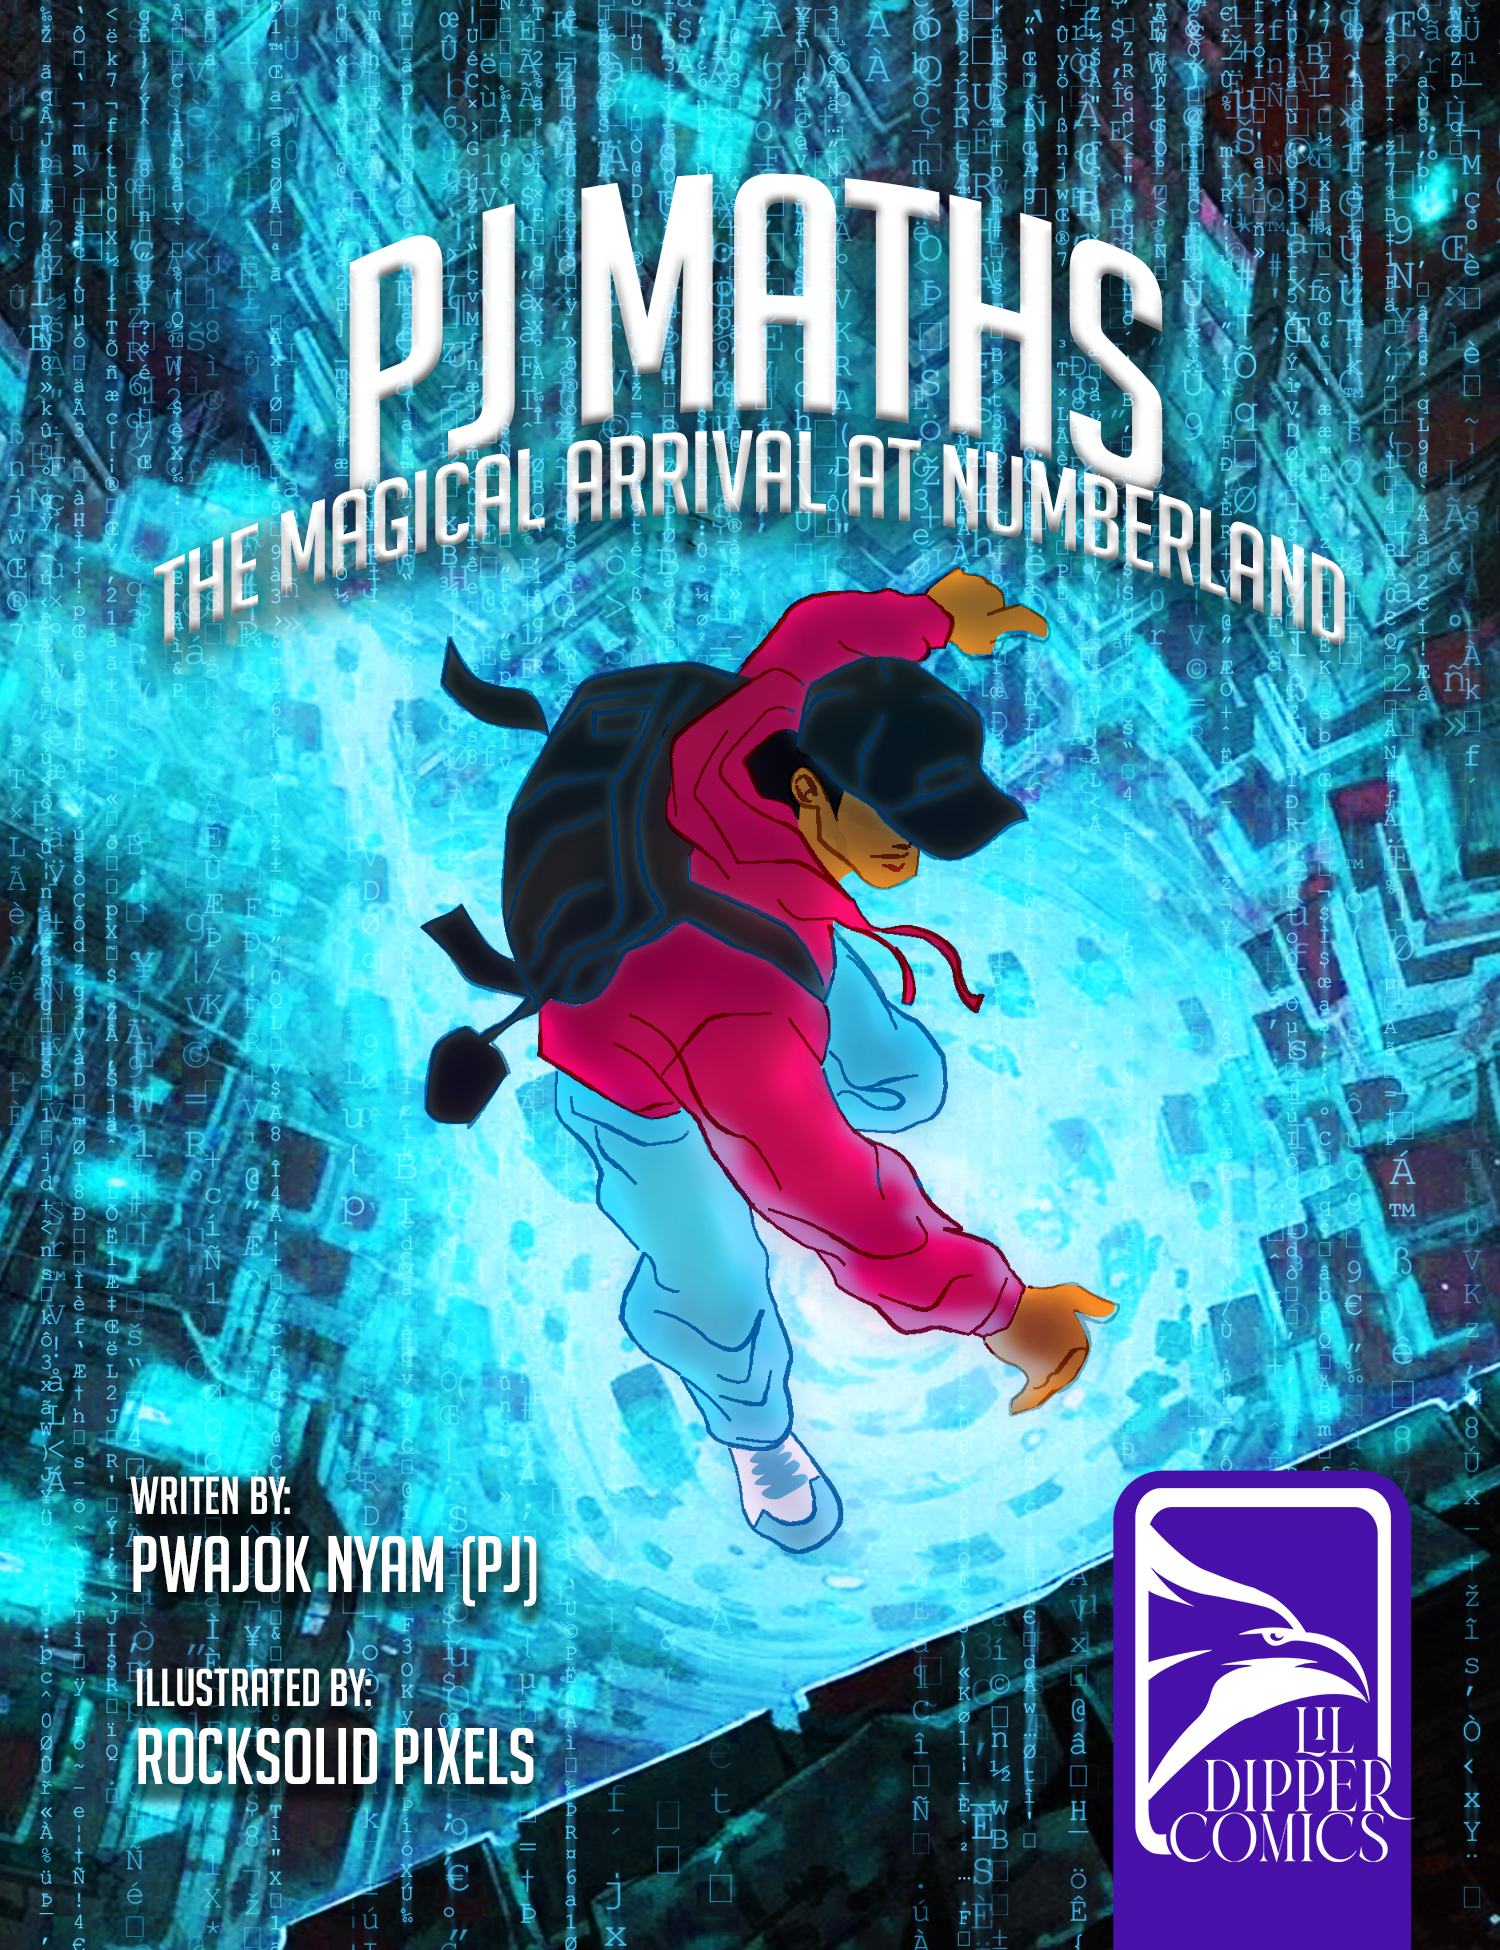 PJ MATHS
THE MAGICAL ARRIVAL AT NUMBERLAND
WRITEN BY:
PWAJOK NYAM (PJ)
ILLUSTRATED BY:
ROCKSOLID PIXELS
LIL
DIPPER
COMICS